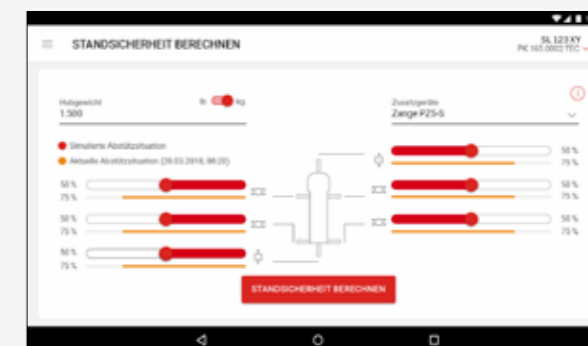 STANDSICHERHEIT BERECHNEN
SL 123 XY
PK 165.0002 TEC
Hubgewicht
lb kg
1.500
Zusatzgeräte
Zange PZS-S
Simulierte Abstützsituation
Aktuelle Abstützsituation (20.03.2018, 08:20)
50 %
75 %
50 %
75 %
50 %
75 %
50 %
75 %
50 %
75 %
50 %
75 %
STANDSICHERHEIT BERECHNEN